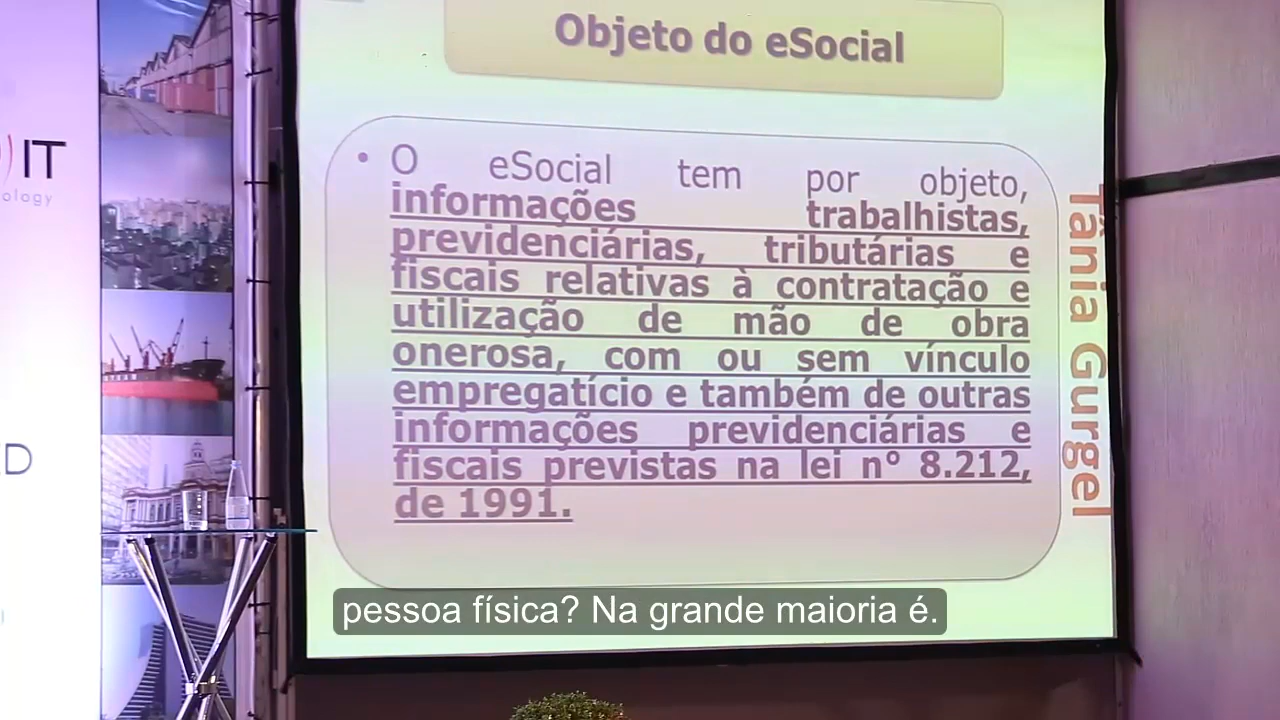 Objeto do eSocial
• O eSocial tem por objeto,
informações trabalhistas,
previdenciárias, tributárias e
fiscais relativas à contratação e
utilização de mão de obra
onerosa, com ou sem vínculo
empregatício e também de outras
informações previdenciárias e
fiscais previstas na lei nº 8.212,
de 1991.
Tânia Gurgel
IT
ology
D
pessoa física? Na grande maioria é.